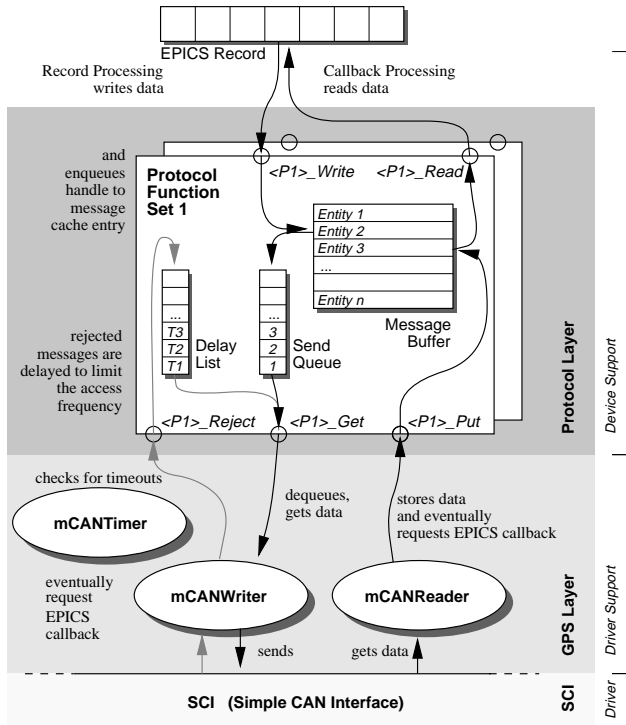 EPICS Record
Record Processing
writes data
Callback Processing
reads data
and
enqueues
handle to
message
cache entry
Protocol
Function
Set 1
<P1>_Write
<P1>_Read
Entity 1
Entity 2
Entity 3
...
Entity n
Message
Buffer
...
T3
T2
T1
Delay
List
...
3
2
1
Send
Queue
rejected
messages are
delayed to limit
the access
frequency
<P1>_Reject
<P1>_Get
<P1>_Put
Protocol Layer
Device Support
checks for timeouts
mCANTimer
dequeues,
gets data
stores data
and eventually
requests EPICS callback
eventually
request
EPICS
callback
mCANWriter
mCANReader
sends
gets data
GPS Layer
Driver Support
SCI (Simple CAN Interface)
SCI
Driver